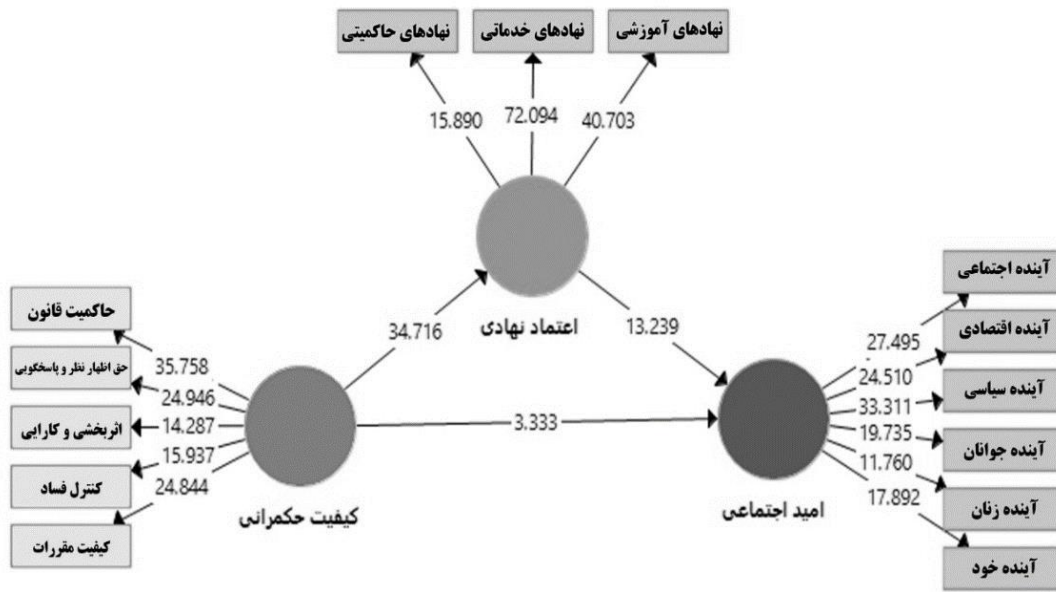 نهادهای آموزشی
نهادهای خدماتی
نهادهای حاکمیتی
40.703
72.094
15.890
اعتماد نهادی
34.716
13.239
3.333
حاکمیت قانون
حق اظهار نظر و پاسخگویی
اثربخشی و کارایی
کنترل فساد
کیفیت مقررات
35.758
24.946
14.287
15.937
24.844
کیفیت حکمرانی
آینده اجتماعی
آینده اقتصادی
آینده سیاسی
آینده جوانان
آینده زنان
آینده خود
27.495
24.510
33.311
19.735
11.760
17.892
امید اجتماعی